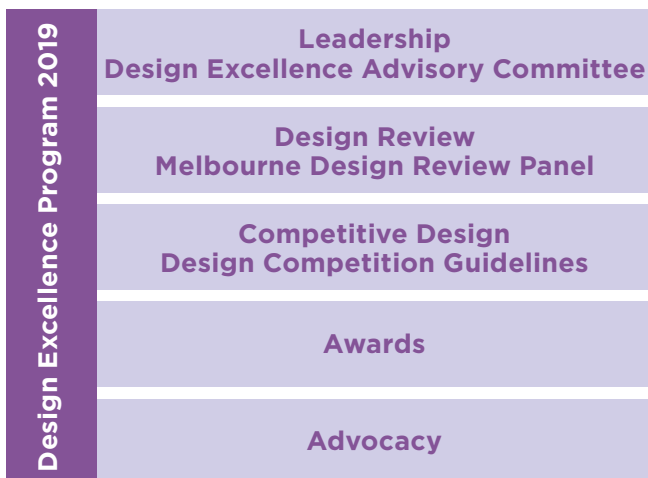 Design Excellence Program 2019
Leadership
Design Excellence Advisory Committee
Design Review
Melbourne Design Review Panel
Competitive Design
Design Competition Guidelines
Awards
Advocacy